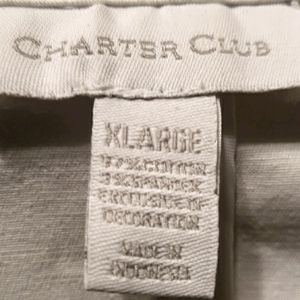 CHARTER CLUB
XLARGE
97% COTTON
3% SPANDEX
EXCLUSIVE OF
DECORATION
MADE IN
INDONESIA